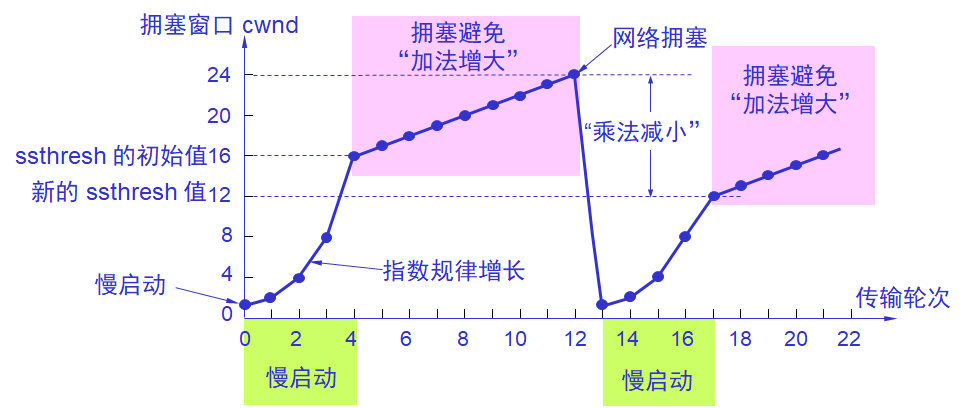 拥塞窗口 cwnd
拥塞避免
“加法增大”
网络拥塞
拥塞避免
“加法增大”
24
20
“乘法减小”
ssthresh 的初始值 16
新的 ssthresh 值 12
8
4
指数规律增长
慢启动
传输轮次
0
0 2 4 6 8 10 12 14 16 18 20 22
慢启动
慢启动